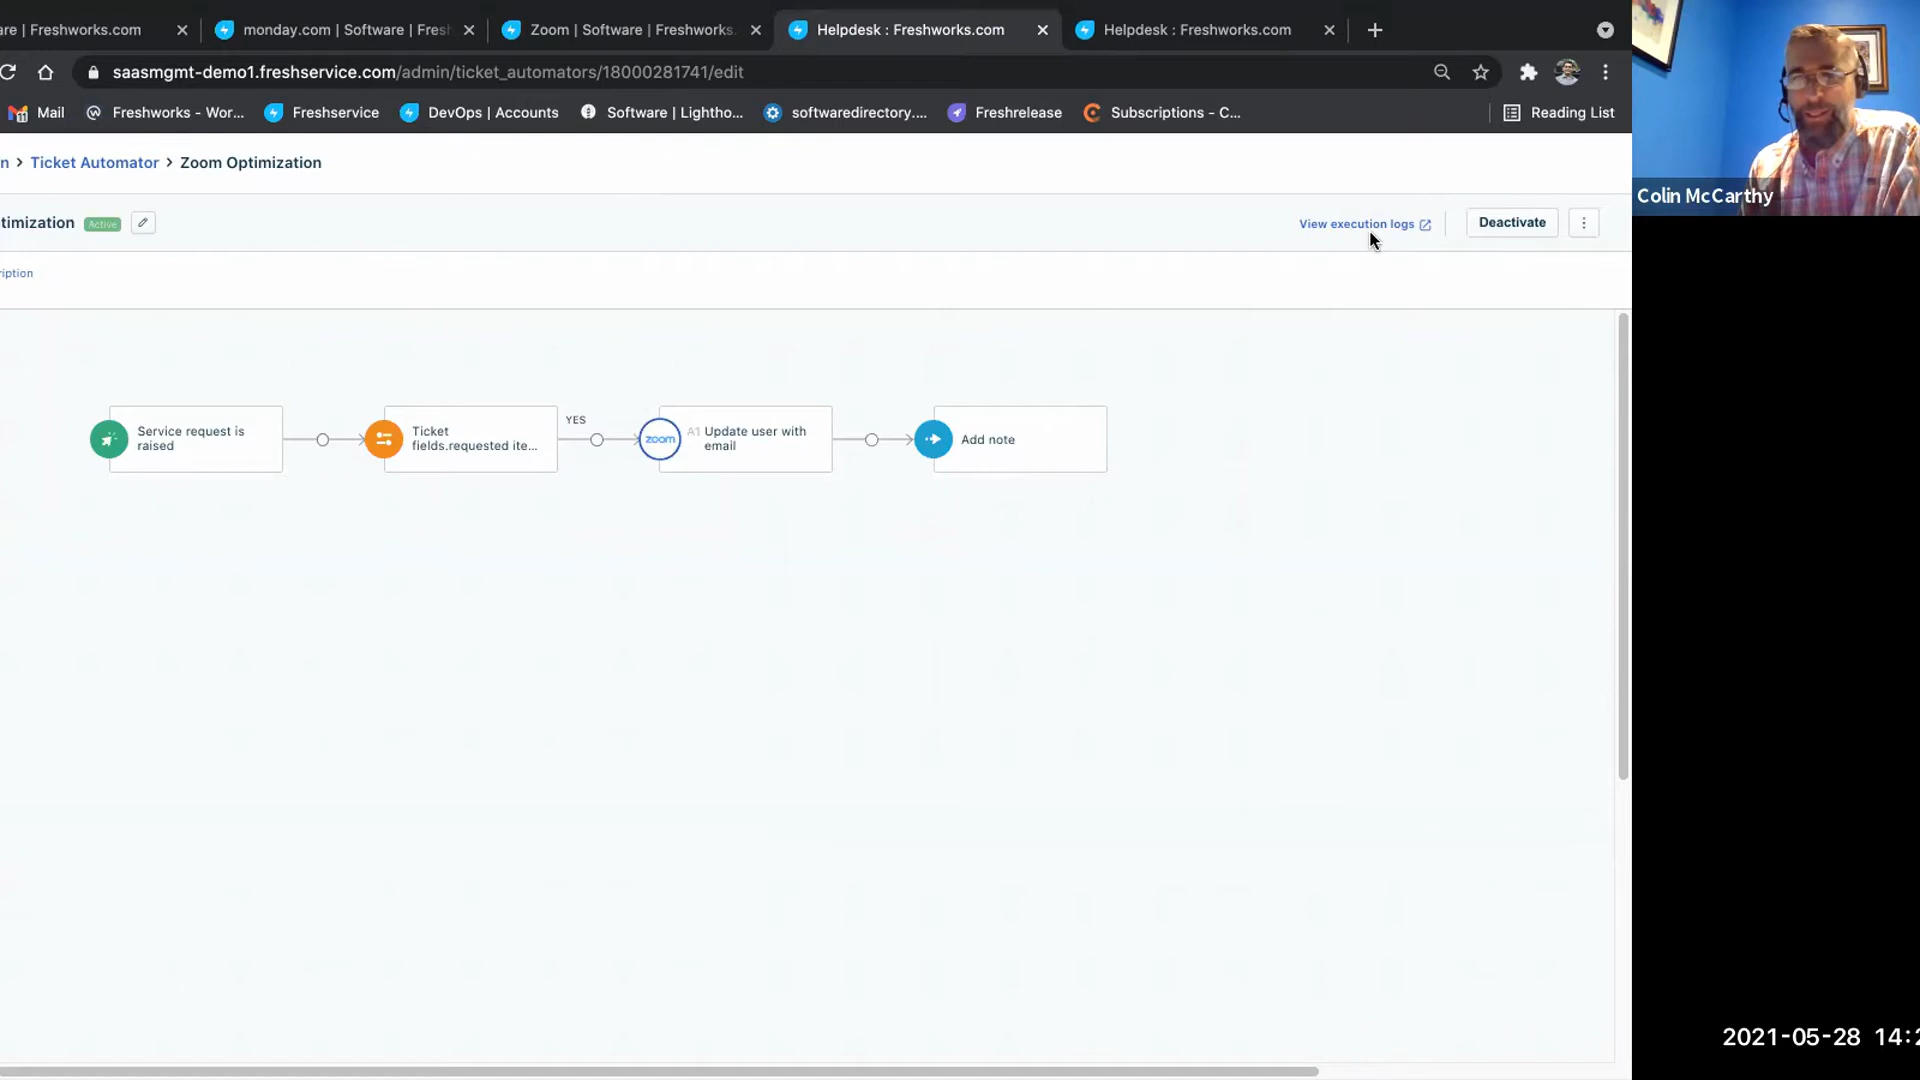 re | Freshworks.com
monday.com | Software | Fresh
Zoom | Software | Freshworks.
Helpdesk : Freshworks.com
Helpdesk : Freshworks.com
saasmgmt-demo1.freshservice.com/admin/ticket_automators/18000281741/edit
Mail
Freshworks - Wor...
Freshservice
DevOps | Accounts
Software | Lightho...
softwaredirectory....
Freshrelease
Subscriptions - C...
Reading List
n > Ticket Automator > Zoom Optimization
timization Active
View execution logs
Deactivate
ription
Service request is
raised
Ticket
fields.requested ite...
YES
zoom
A1 Update user with
email
Add note
Colin McCarthy
2021-05-28 14:2